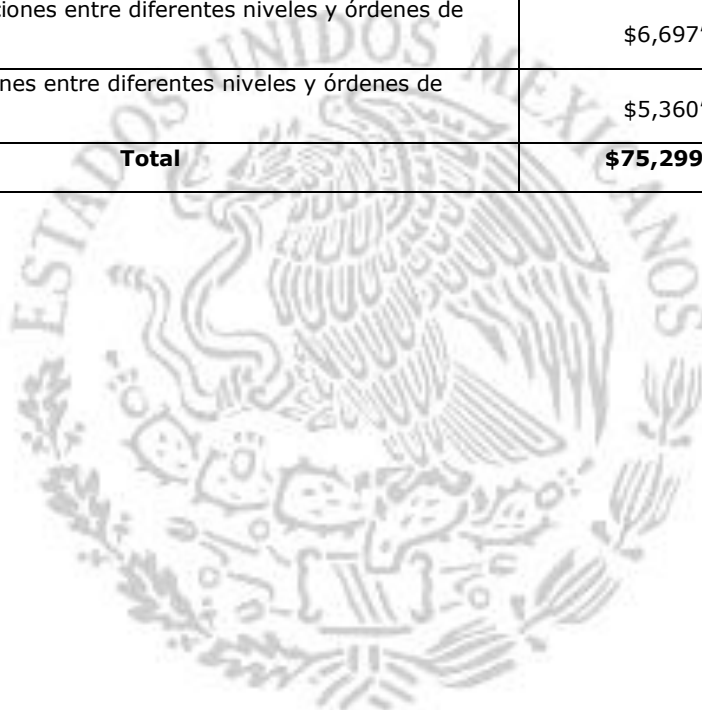 ciones entre diferentes niveles y órdenes de
$6,697'
nes entre diferentes niveles y órdenes de
$5,360'
Total $75,299
ESTADOS UNIDOS MEXICANOS